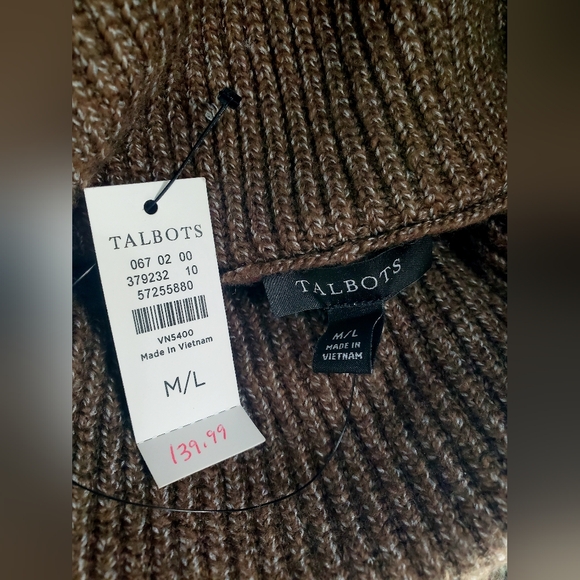 TALBOTS
067 02 00
379232 10
57255880
VN5400
Made in Vietnam
M/L
139.99
TALBOTS
M/L
MADE IN
VIETNAM